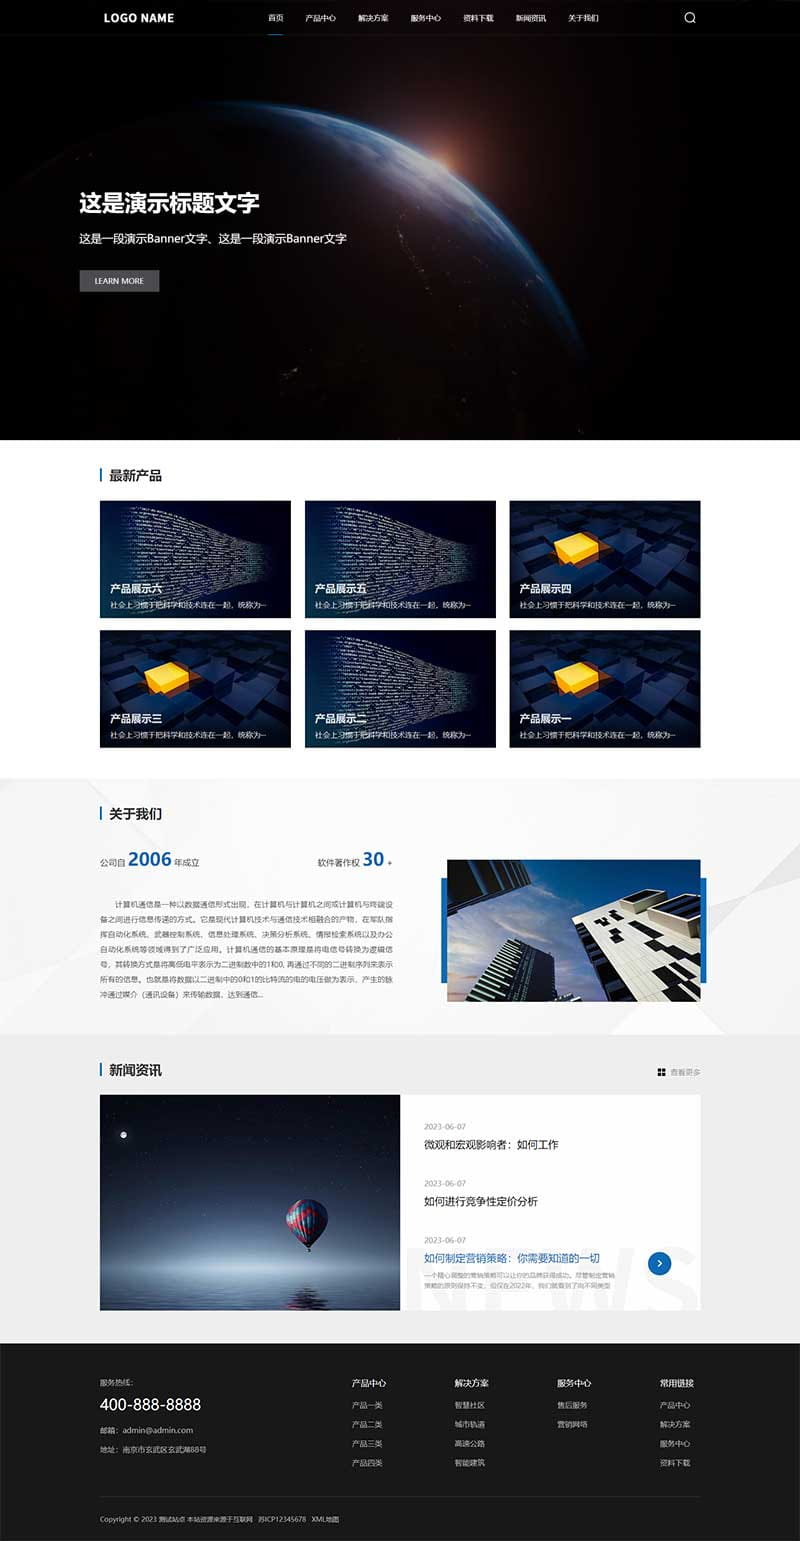 LOGO NAME
首页 产品中心 解决方案 服务中心 资料下载 新闻资讯 关于我们
这是演示标题文字
这是一段演示Banner文字、这是一段演示Banner文字
LEARN MORE
最新产品
产品展示六
社会上习惯于把科学和技术连在一起，统称为···
产品展示五
社会上习惯于把科学和技术连在一起，统称为···
产品展示四
社会上习惯于把科学和技术连在一起，统称为···
产品展示三
社会上习惯于把科学和技术连在一起，统称为···
产品展示二
社会上习惯于把科学和技术连在一起，统称为···
产品展示一
社会上习惯于把科学和技术连在一起，统称为···
关于我们
公司自 2006 年成立
软件著作权 30 +
计算机通信是一种以数据通信形式出现，在计算机与计算机之间或计算机与终端设
备之间进行信息传递的方式。它是现代计算机技术与通信技术相融合的产物，在军队指
挥自动化系统、武器控制系统、信息处理系统、决策分析系统、情报检索系统以及办公
自动化系统等领域得到了广泛应用。计算机通信的基本原理是将电信号转换为逻辑信
号，其转换方式是将高低电平表示为二进制数中的1和0, 再通过不同的二进制序列来表示
所有的信息。也就是将数据以二进制中的0和1的比特流的电的电压做为表示，产生的脉
冲通过媒介（通讯设备）来传输数据，达到通信...
新闻资讯
查看更多
2023-06-07
微观和宏观影响者：如何工作
2023-06-07
如何进行竞争性定价分析
2023-06-07
如何制定营销策略：你需要知道的一切
一个精心调整的营销策略可以让你的品牌获得成功。尽管制定营销
策略的原则保持不变，但仅在2022年，我们就看到了向不同类型
NEWS
服务热线：
400-888-8888
邮箱：admin@admin.com
地址：南京市玄武区玄武湖88号
产品中心
产品一类
产品二类
产品三类
产品四类
解决方案
智慧社区
城市轨道
高速公路
智能建筑
服务中心
售后服务
营销网络
常用链接
产品中心
解决方案
服务中心
资料下载
Copyright © 2023 测试站点 本站资源来源于互联网 苏ICP12345678 XML地图